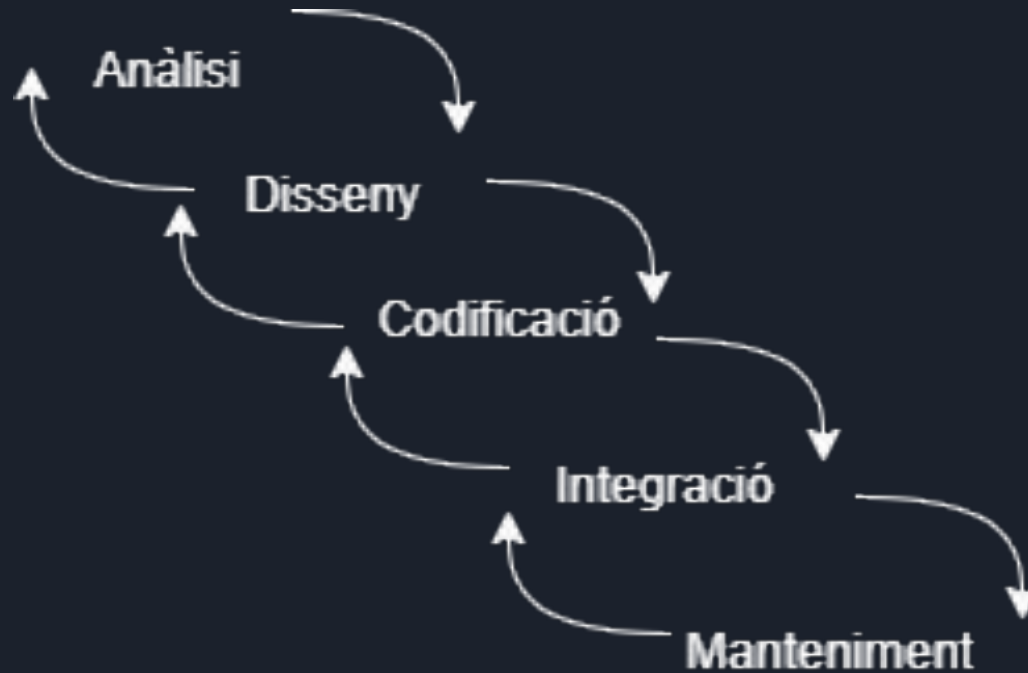 Anàlisi
Disseny
Codificació
Integració
Manteniment